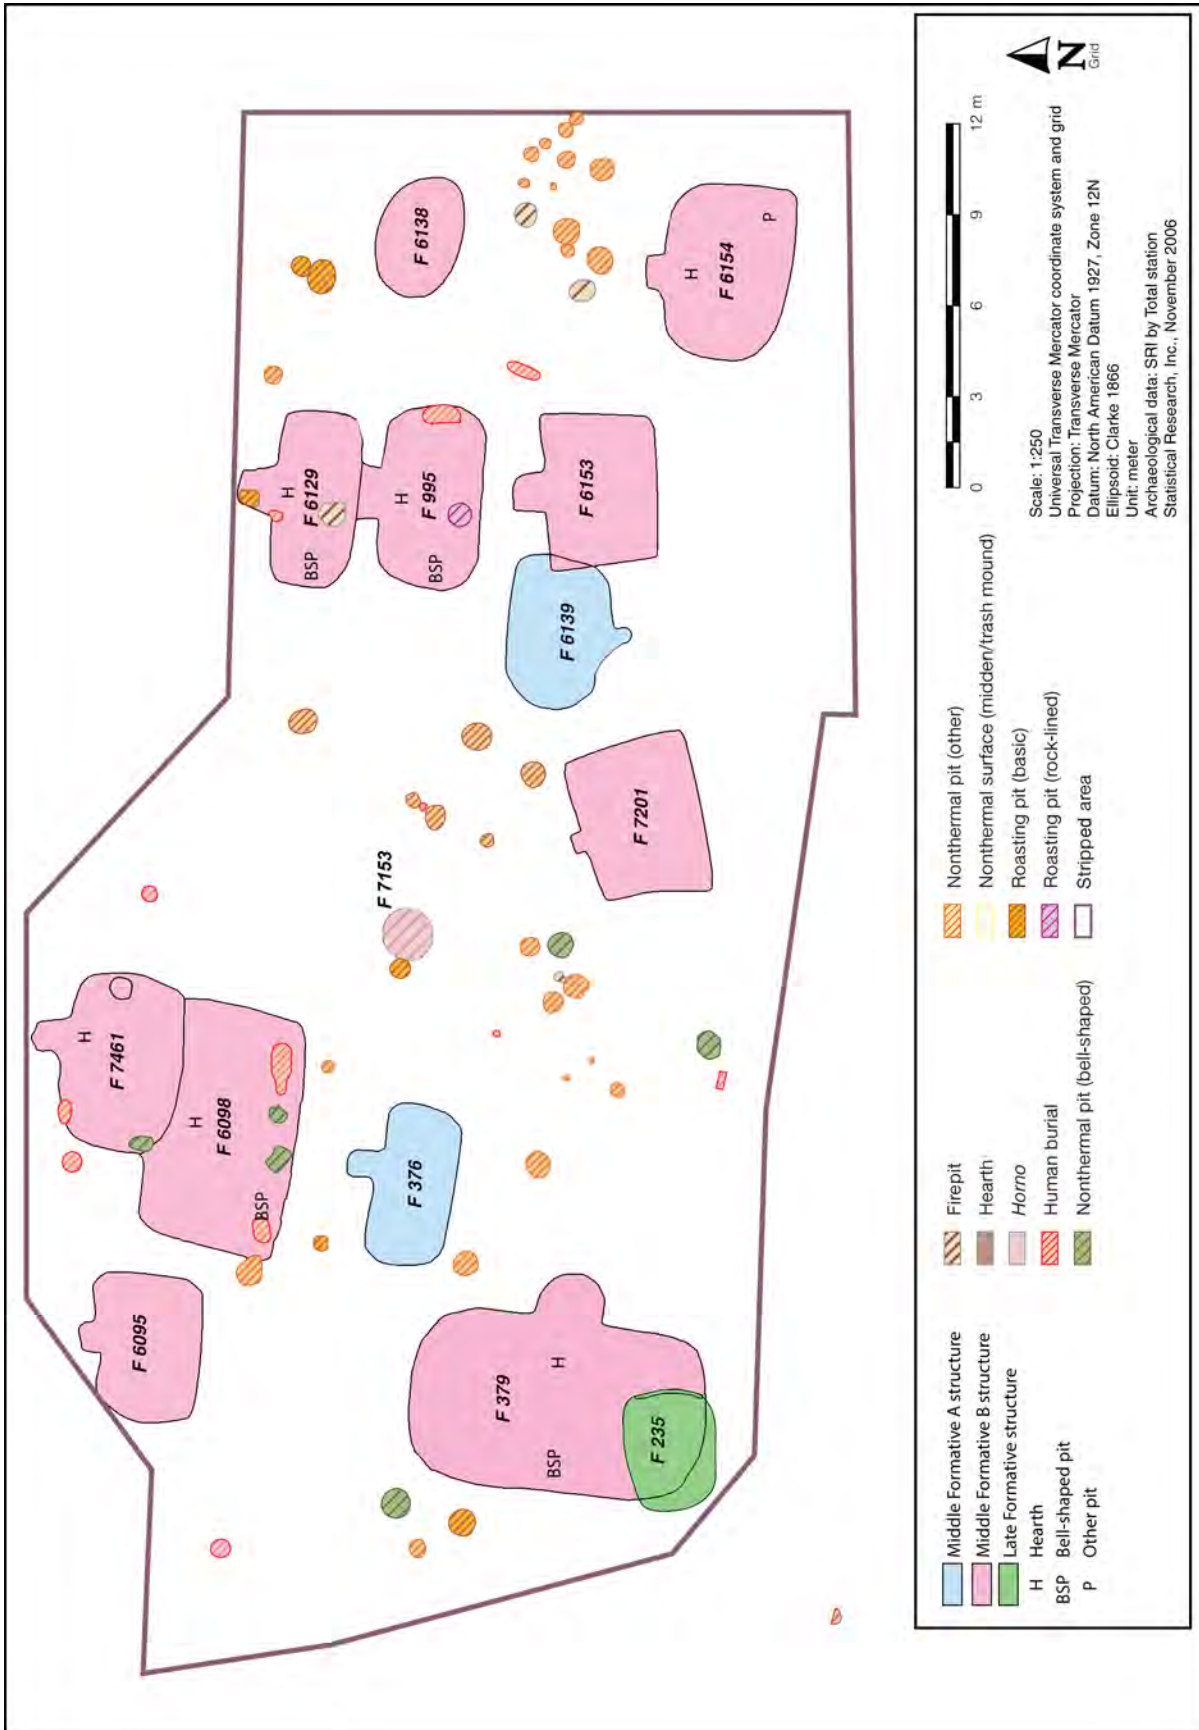 F 6138
F 6154
H
P
F 6129
H
BSP
F 995
H
BSP
F 6153
F 6139
F 7201
F 7153
F 7461
H
F 6098
H
BSP
F 376
F 6095
F 379
H
BSP
F 235
Middle Formative A structure
Middle Formative B structure
Late Formative structure
H Hearth
BSP Bell-shaped pit
P Other pit
Firepit
Hearth
Horno
Human burial
Nonthermal pit (bell-shaped)
Nonthermal pit (other)
Nonthermal surface (midden/trash mound)
Roasting pit (basic)
Roasting pit (rock-lined)
Stripped area
0 3 6 9 12 m
N
Grid
Scale: 1:250
Universal Transverse Mercator coordinate system and grid
Projection: Transverse Mercator
Datum: North American Datum 1927, Zone 12N
Ellipsoid: Clarke 1866
Unit: meter
Archaeological data: SRI by Total station
Statistical Research, Inc., November 2006